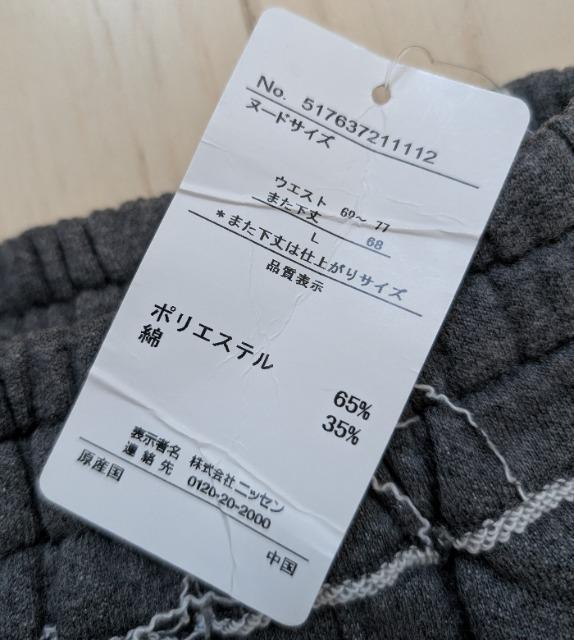 No. 517637211112
ヌードサイズ
ウエスト 69〜 77
また下丈 68
L
*また下丈は仕上がりサイズ
品質表示
ポリエステル 65%
綿 35%
表示者名 株式会社ニッセン
連絡先 0120-20-2000
原産国 中国